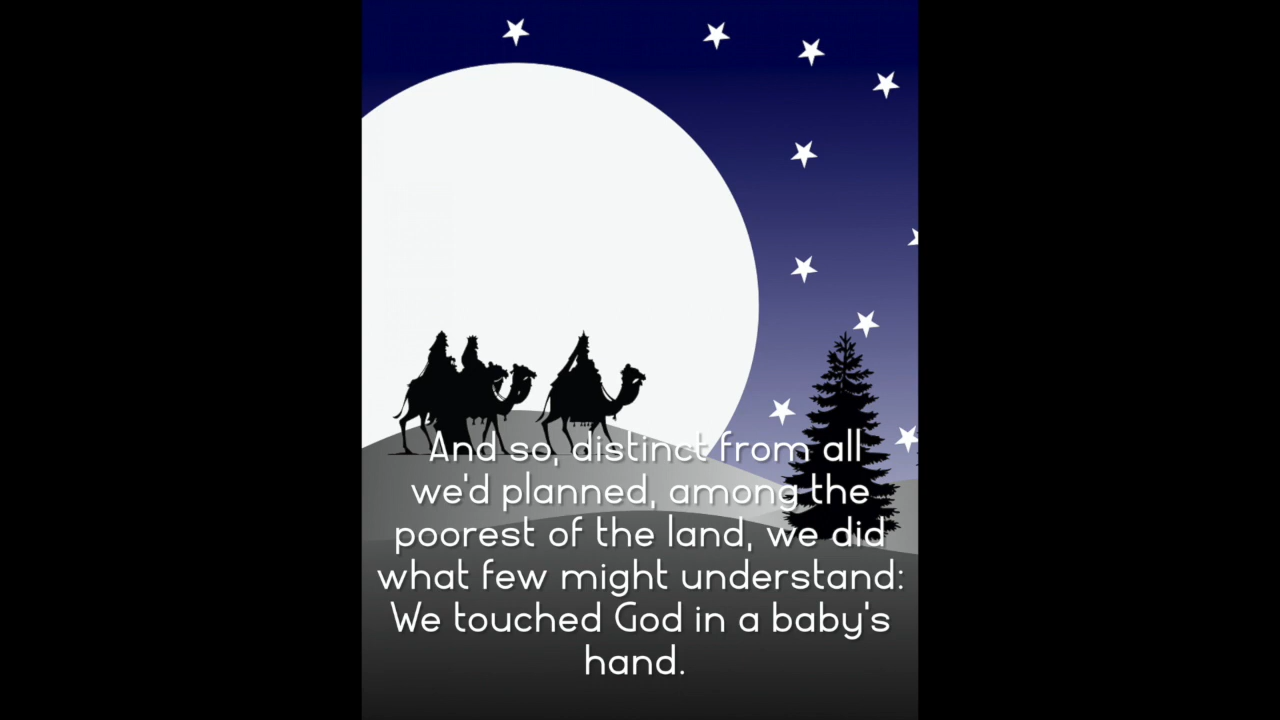 And so, distinct from all
we'd planned, among the
poorest of the land, we did
what few might understand:
We touched God in a baby's
hand.